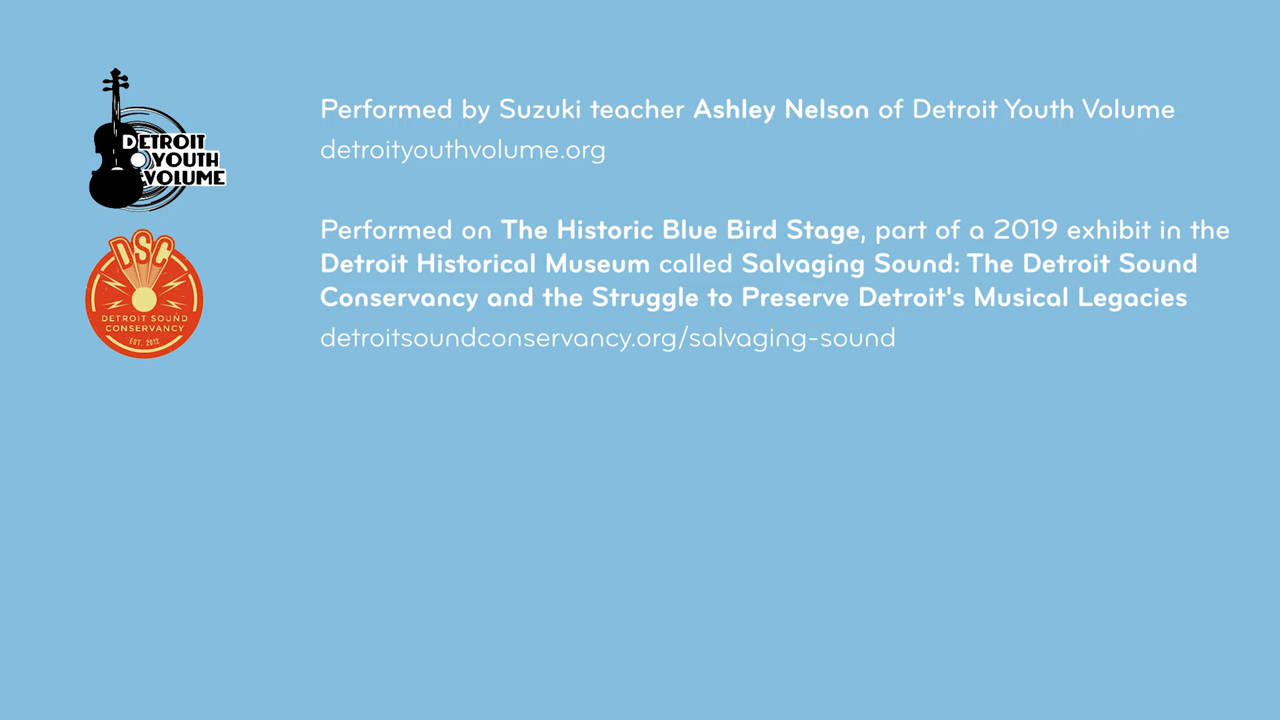 DETROIT
YOUTH
VOLUME
Performed by Suzuki teacher Ashley Nelson of Detroit Youth Volume
detroityouthvolume.org
DSC
DETROIT SOUND
CONSERVANCY
EST. 2012
Performed on The Historic Blue Bird Stage, part of a 2019 exhibit in the
Detroit Historical Museum called Salvaging Sound: The Detroit Sound
Conservancy and the Struggle to Preserve Detroit's Musical Legacies
detroitsoundconservancy.org/salvaging-sound